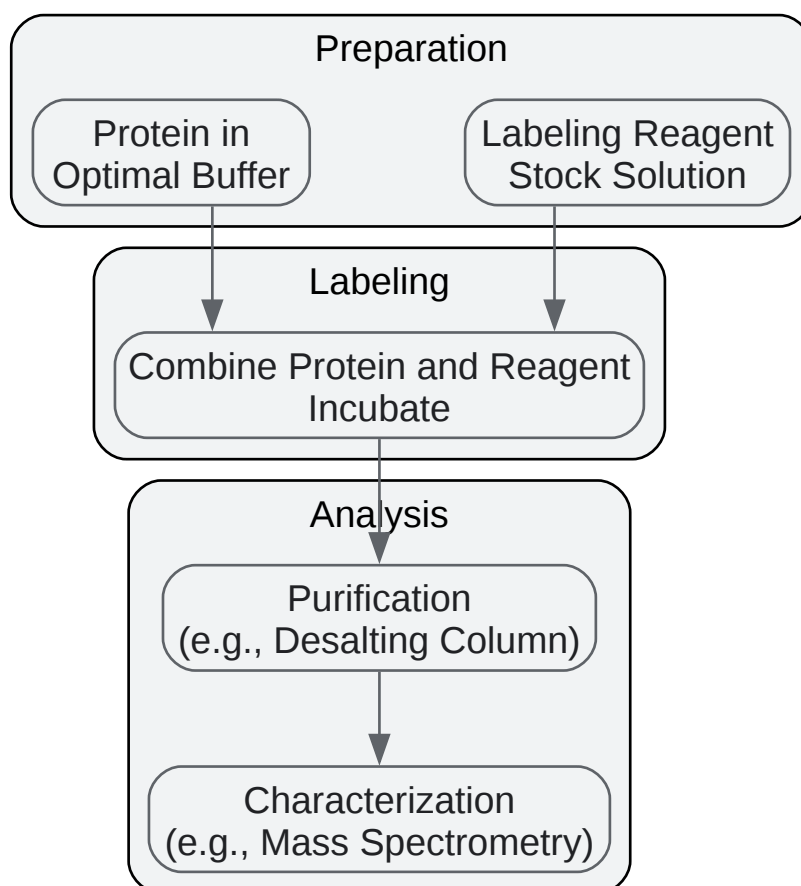 Preparation
Protein in
Optimal Buffer
Labeling Reagent
Stock Solution
Labeling
Combine Protein and Reagent
Incubate
Analysis
Purification
(e.g., Desalting Column)
Characterization
(e.g., Mass Spectrometry)